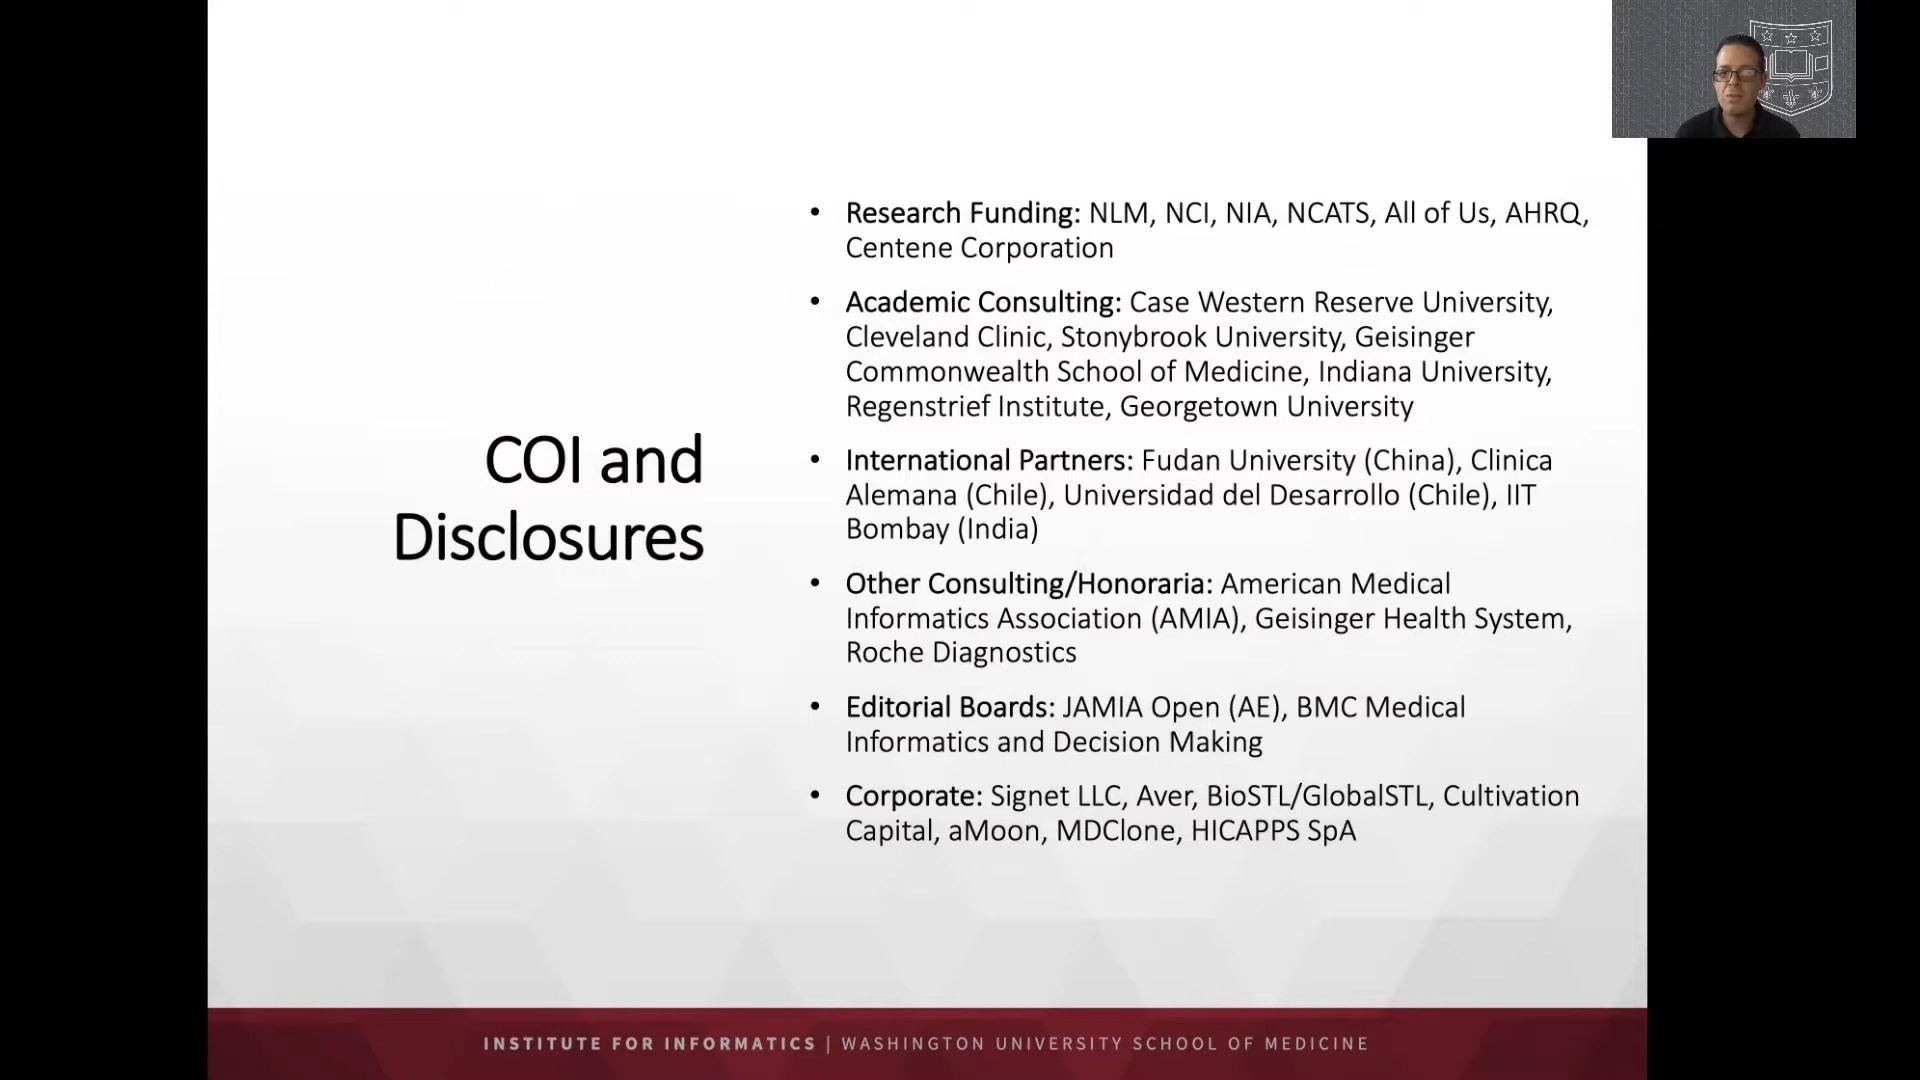 COI and
Disclosures
• Research Funding: NLM, NCI, NIA, NCATS, All of Us, AHRQ,
Centene Corporation
• Academic Consulting: Case Western Reserve University,
Cleveland Clinic, Stonybrook University, Geisinger
Commonwealth School of Medicine, Indiana University,
Regenstrief Institute, Georgetown University
• International Partners: Fudan University (China), Clinica
Alemana (Chile), Universidad del Desarrollo (Chile), IIT
Bombay (India)
• Other Consulting/Honoraria: American Medical
Informatics Association (AMIA), Geisinger Health System,
Roche Diagnostics
• Editorial Boards: JAMIA Open (AE), BMC Medical
Informatics and Decision Making
• Corporate: Signet LLC, Aver, BioSTL/GlobalSTL, Cultivation
Capital, aMoon, MDClone, HICAPPS SpA
INSTITUTE FOR INFORMATICS | WASHINGTON UNIVERSITY SCHOOL OF MEDICINE